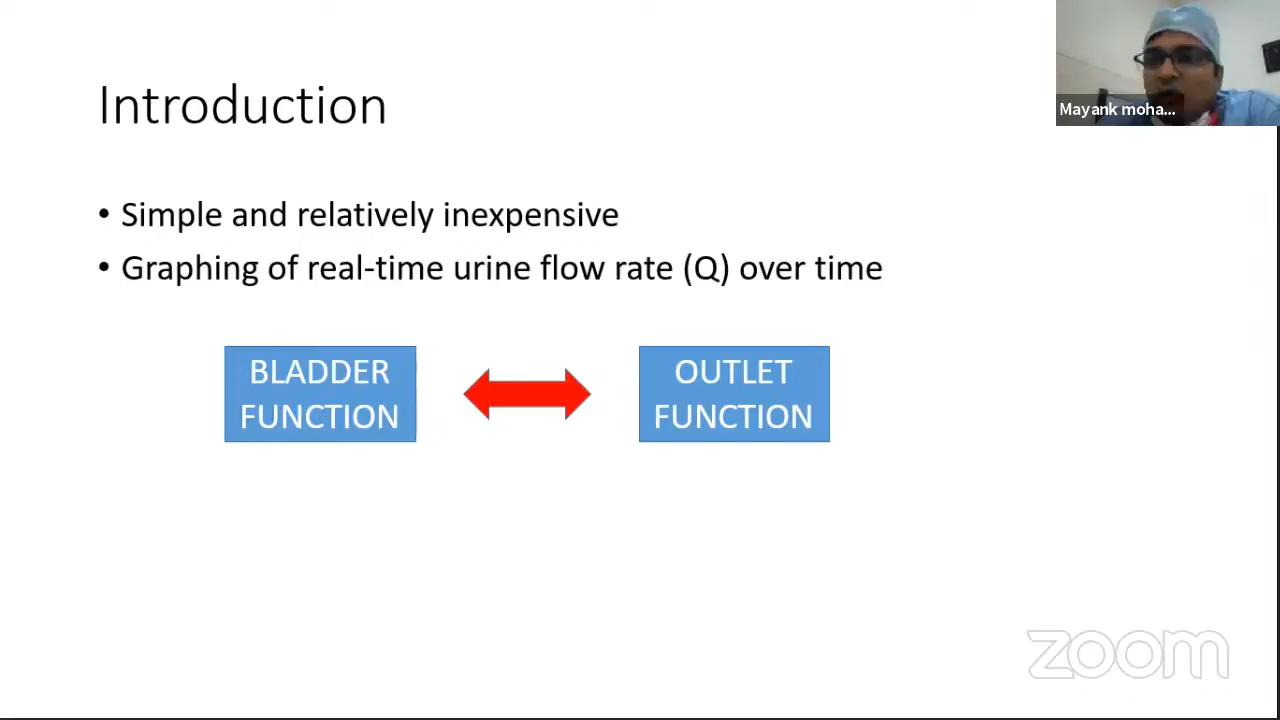 Introduction
• Simple and relatively inexpensive
• Graphing of real-time urine flow rate (Q) over time
BLADDER
FUNCTION
OUTLET
FUNCTION
Mayank moha...
zoom